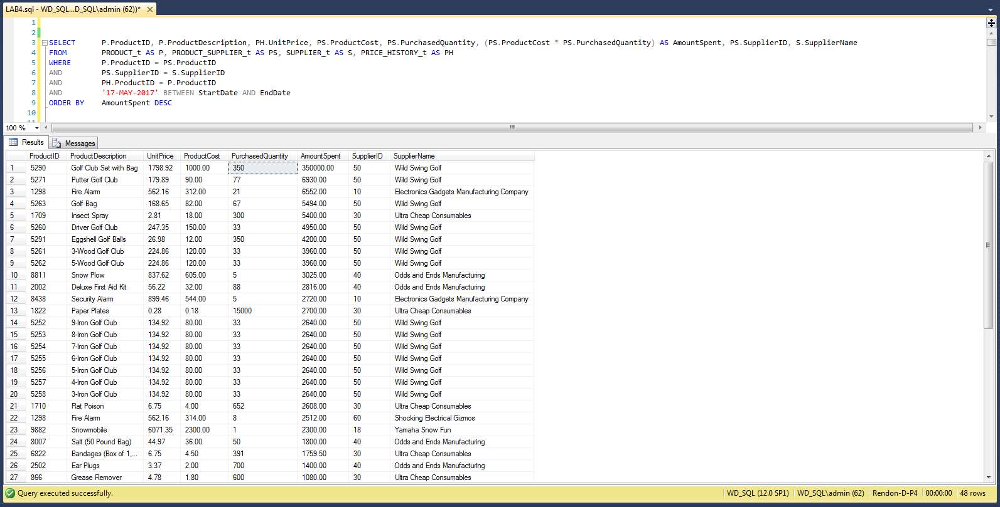 LAB4.sql - WD_SQL...D_SQL\admin (62))* ×
1
2
3 SELECT P.ProductID, P.ProductDescription, PH.UnitPrice, PS.ProductCost, PS.PurchasedQuantity, (PS.ProductCost * PS.PurchasedQuantity) AS AmountSpent, PS.SupplierID, S.SupplierName
4 FROM PRODUCT_t AS P, PRODUCT_SUPPLIER_t AS PS, SUPPLIER_t AS S, PRICE_HISTORY_t AS PH
5 WHERE P.ProductID = PS.ProductID
6 AND PS.SupplierID = S.SupplierID
7 AND PH.ProductID = P.ProductID
8 AND '17-MAY-2017' BETWEEN StartDate AND EndDate
9 ORDER BY AmountSpent DESC
10
11
100 %
Results Messages
ProductID ProductDescription UnitPrice ProductCost PurchasedQuantity AmountSpent SupplierID SupplierName
1 5290 Golf Club Set with Bag 1798.92 1000.00 350 350000.00 50 Wild Swing Golf
2 5271 Putter Golf Club 179.89 90.00 77 6930.00 50 Wild Swing Golf
3 1298 Fire Alarm 562.16 312.00 21 6552.00 10 Electronics Gadgets Manufacturing Company
4 5263 Golf Bag 168.65 82.00 67 5494.00 50 Wild Swing Golf
5 1709 Insect Spray 2.81 18.00 300 5400.00 30 Ultra Cheap Consumables
6 5260 Driver Golf Club 247.35 150.00 33 4950.00 50 Wild Swing Golf
7 5291 Eggshell Golf Balls 26.98 12.00 350 4200.00 50 Wild Swing Golf
8 5261 3-Wood Golf Club 224.86 120.00 33 3960.00 50 Wild Swing Golf
9 5262 5-Wood Golf Club 224.86 120.00 33 3960.00 50 Wild Swing Golf
10 8811 Snow Plow 837.62 605.00 5 3025.00 40 Odds and Ends Manufacturing
11 2002 Deluxe First Aid Kit 56.22 32.00 88 2816.00 40 Odds and Ends Manufacturing
12 8438 Security Alarm 899.46 544.00 5 2720.00 10 Electronics Gadgets Manufacturing Company
13 1822 Paper Plates 0.28 0.18 15000 2700.00 30 Ultra Cheap Consumables
14 5252 9-Iron Golf Club 134.92 80.00 33 2640.00 50 Wild Swing Golf
15 5253 8-Iron Golf Club 134.92 80.00 33 2640.00 50 Wild Swing Golf
16 5254 7-Iron Golf Club 134.92 80.00 33 2640.00 50 Wild Swing Golf
17 5255 6-Iron Golf Club 134.92 80.00 33 2640.00 50 Wild Swing Golf
18 5256 5-Iron Golf Club 134.92 80.00 33 2640.00 50 Wild Swing Golf
19 5257 4-Iron Golf Club 134.92 80.00 33 2640.00 50 Wild Swing Golf
20 5258 3-Iron Golf Club 134.92 80.00 33 2640.00 50 Wild Swing Golf
21 1710 Rat Poison 6.75 4.00 652 2608.00 30 Ultra Cheap Consumables
22 1298 Fire Alarm 562.16 314.00 8 2512.00 60 Shocking Electrical Gizmos
23 9882 Snowmobile 6071.35 2300.00 1 2300.00 18 Yamaha Snow Fun
24 8007 Salt (50 Pound Bag) 44.97 36.00 50 1800.00 40 Odds and Ends Manufacturing
25 6822 Bandages (Box of 1,... 6.75 4.50 391 1759.50 30 Ultra Cheap Consumables
26 2502 Ear Plugs 3.37 2.00 700 1400.00 40 Odds and Ends Manufacturing
27 866 Grease Remover 4.78 1.80 600 1080.00 30 Ultra Cheap Consumables
Query executed successfully. WD_SQL (12.0 SP1) WD_SQL\admin (62) Rendon-D-P4 00:00:00 48 rows